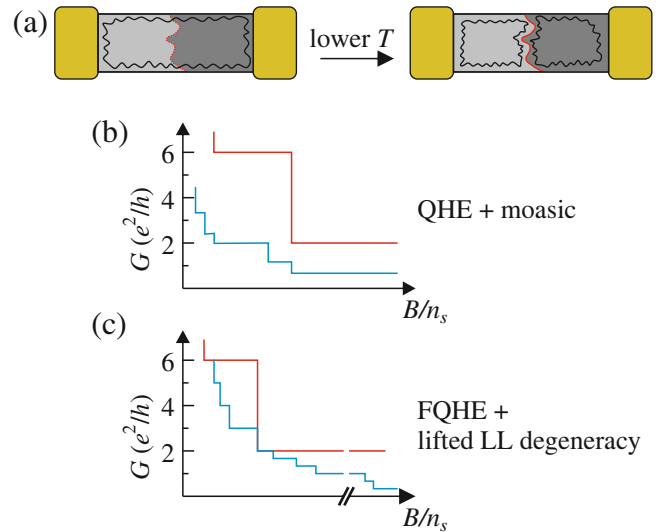 (a)
lower T
(b)
6
4
2
G (e²/h)
QHE + moasic
B/nₛ
(c)
6
4
2
G (e²/h)
FQHE +
lifted LL degeneracy
B/nₛ